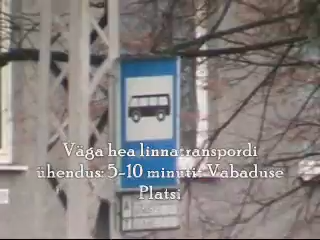 Väga hea linnatranspordi
ühendus: 5-10 minutit Vabaduse
Platsi